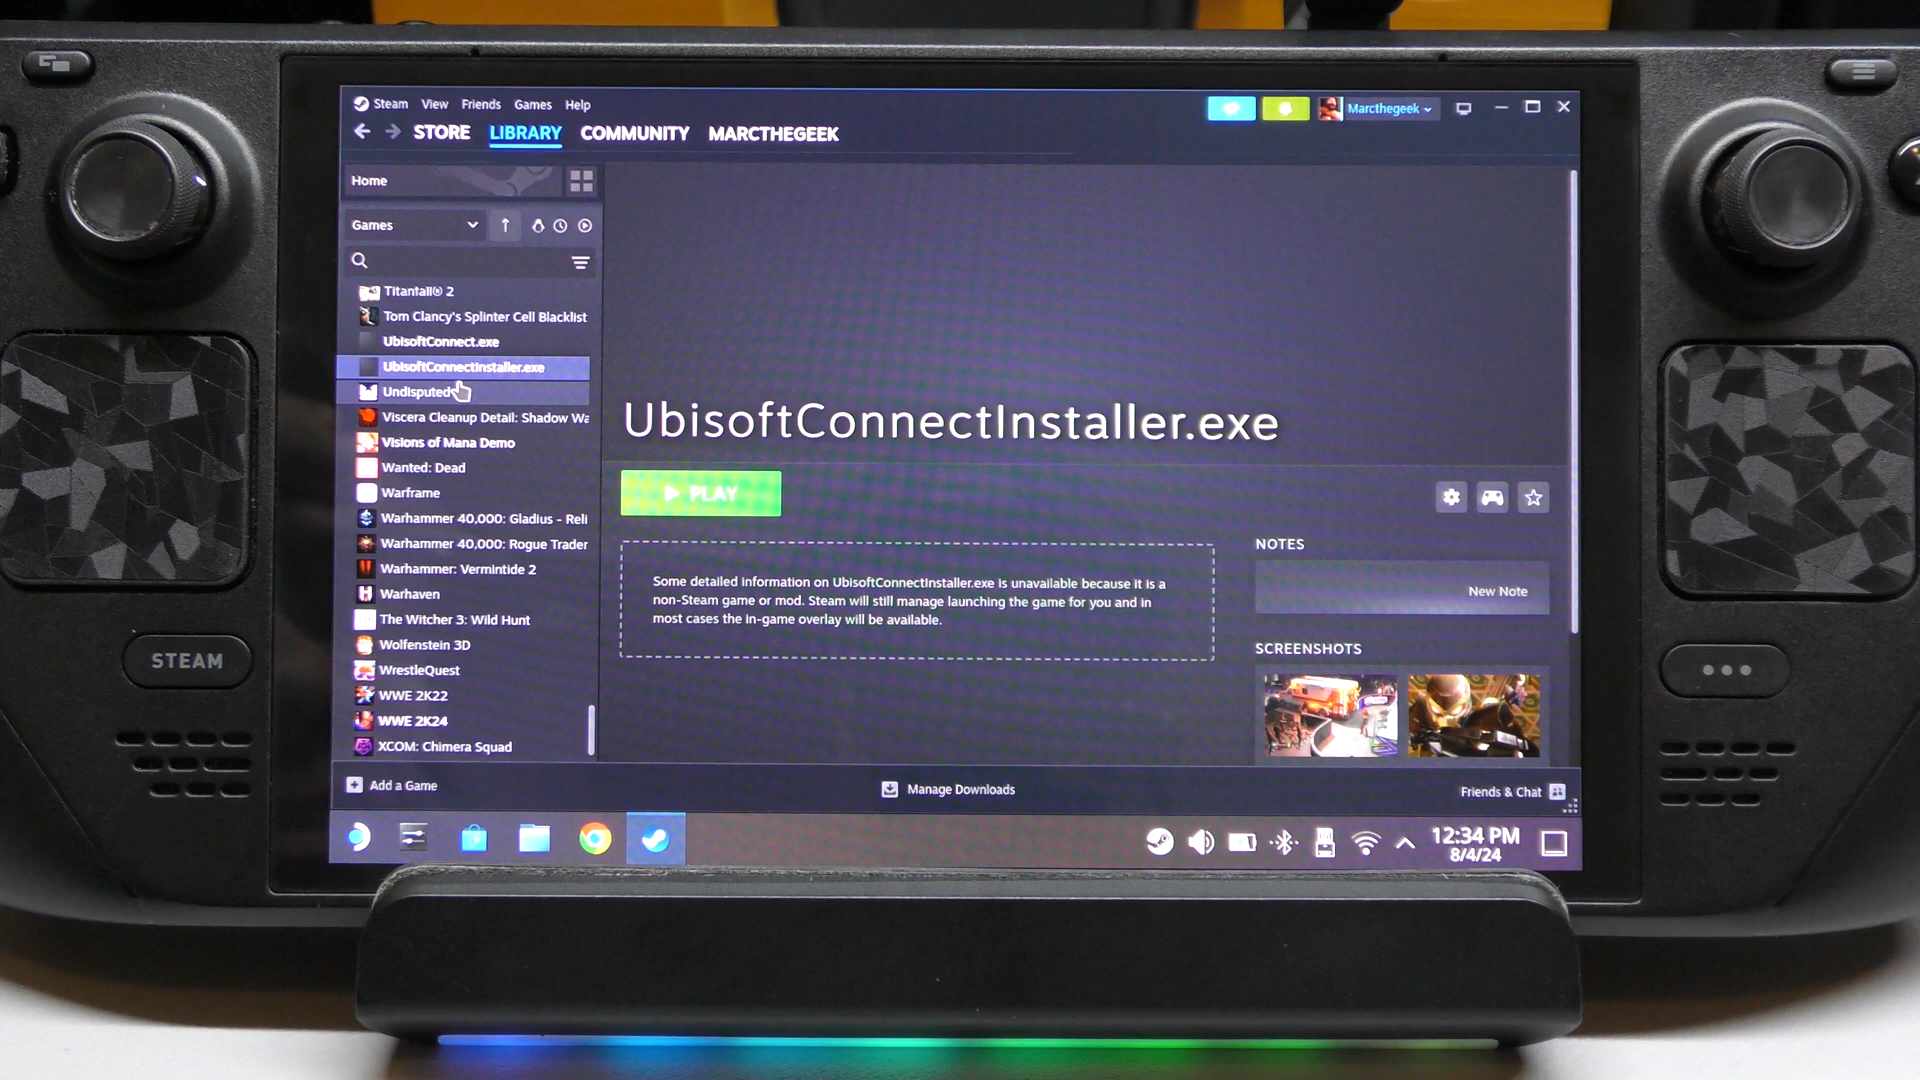 Steam View Friends Games Help
Marcthegeek
STORE LIBRARY COMMUNITY MARCTHEGEEK
Home
Games
Titanfall® 2
Tom Clancy's Splinter Cell Blacklist
UbisoftConnect.exe
UbisoftConnectInstaller.exe
Undisputed
Viscera Cleanup Detail: Shadow Wa
Visions of Mana Demo
Wanted: Dead
Warframe
Warhammer 40,000: Gladius - Reli
Warhammer 40,000: Rogue Trader
Warhammer: Vermintide 2
Warhaven
The Witcher 3: Wild Hunt
Wolfenstein 3D
WrestleQuest
WWE 2K22
WWE 2K24
XCOM: Chimera Squad
UbisoftConnectInstaller.exe
PLAY
Some detailed information on UbisoftConnectInstaller.exe is unavailable because it is a
non-Steam game or mod. Steam will still manage launching the game for you and in
most cases the in-game overlay will be available.
NOTES
New Note
SCREENSHOTS
Add a Game
Manage Downloads
Friends & Chat
12:34 PM
8/4/24
STEAM